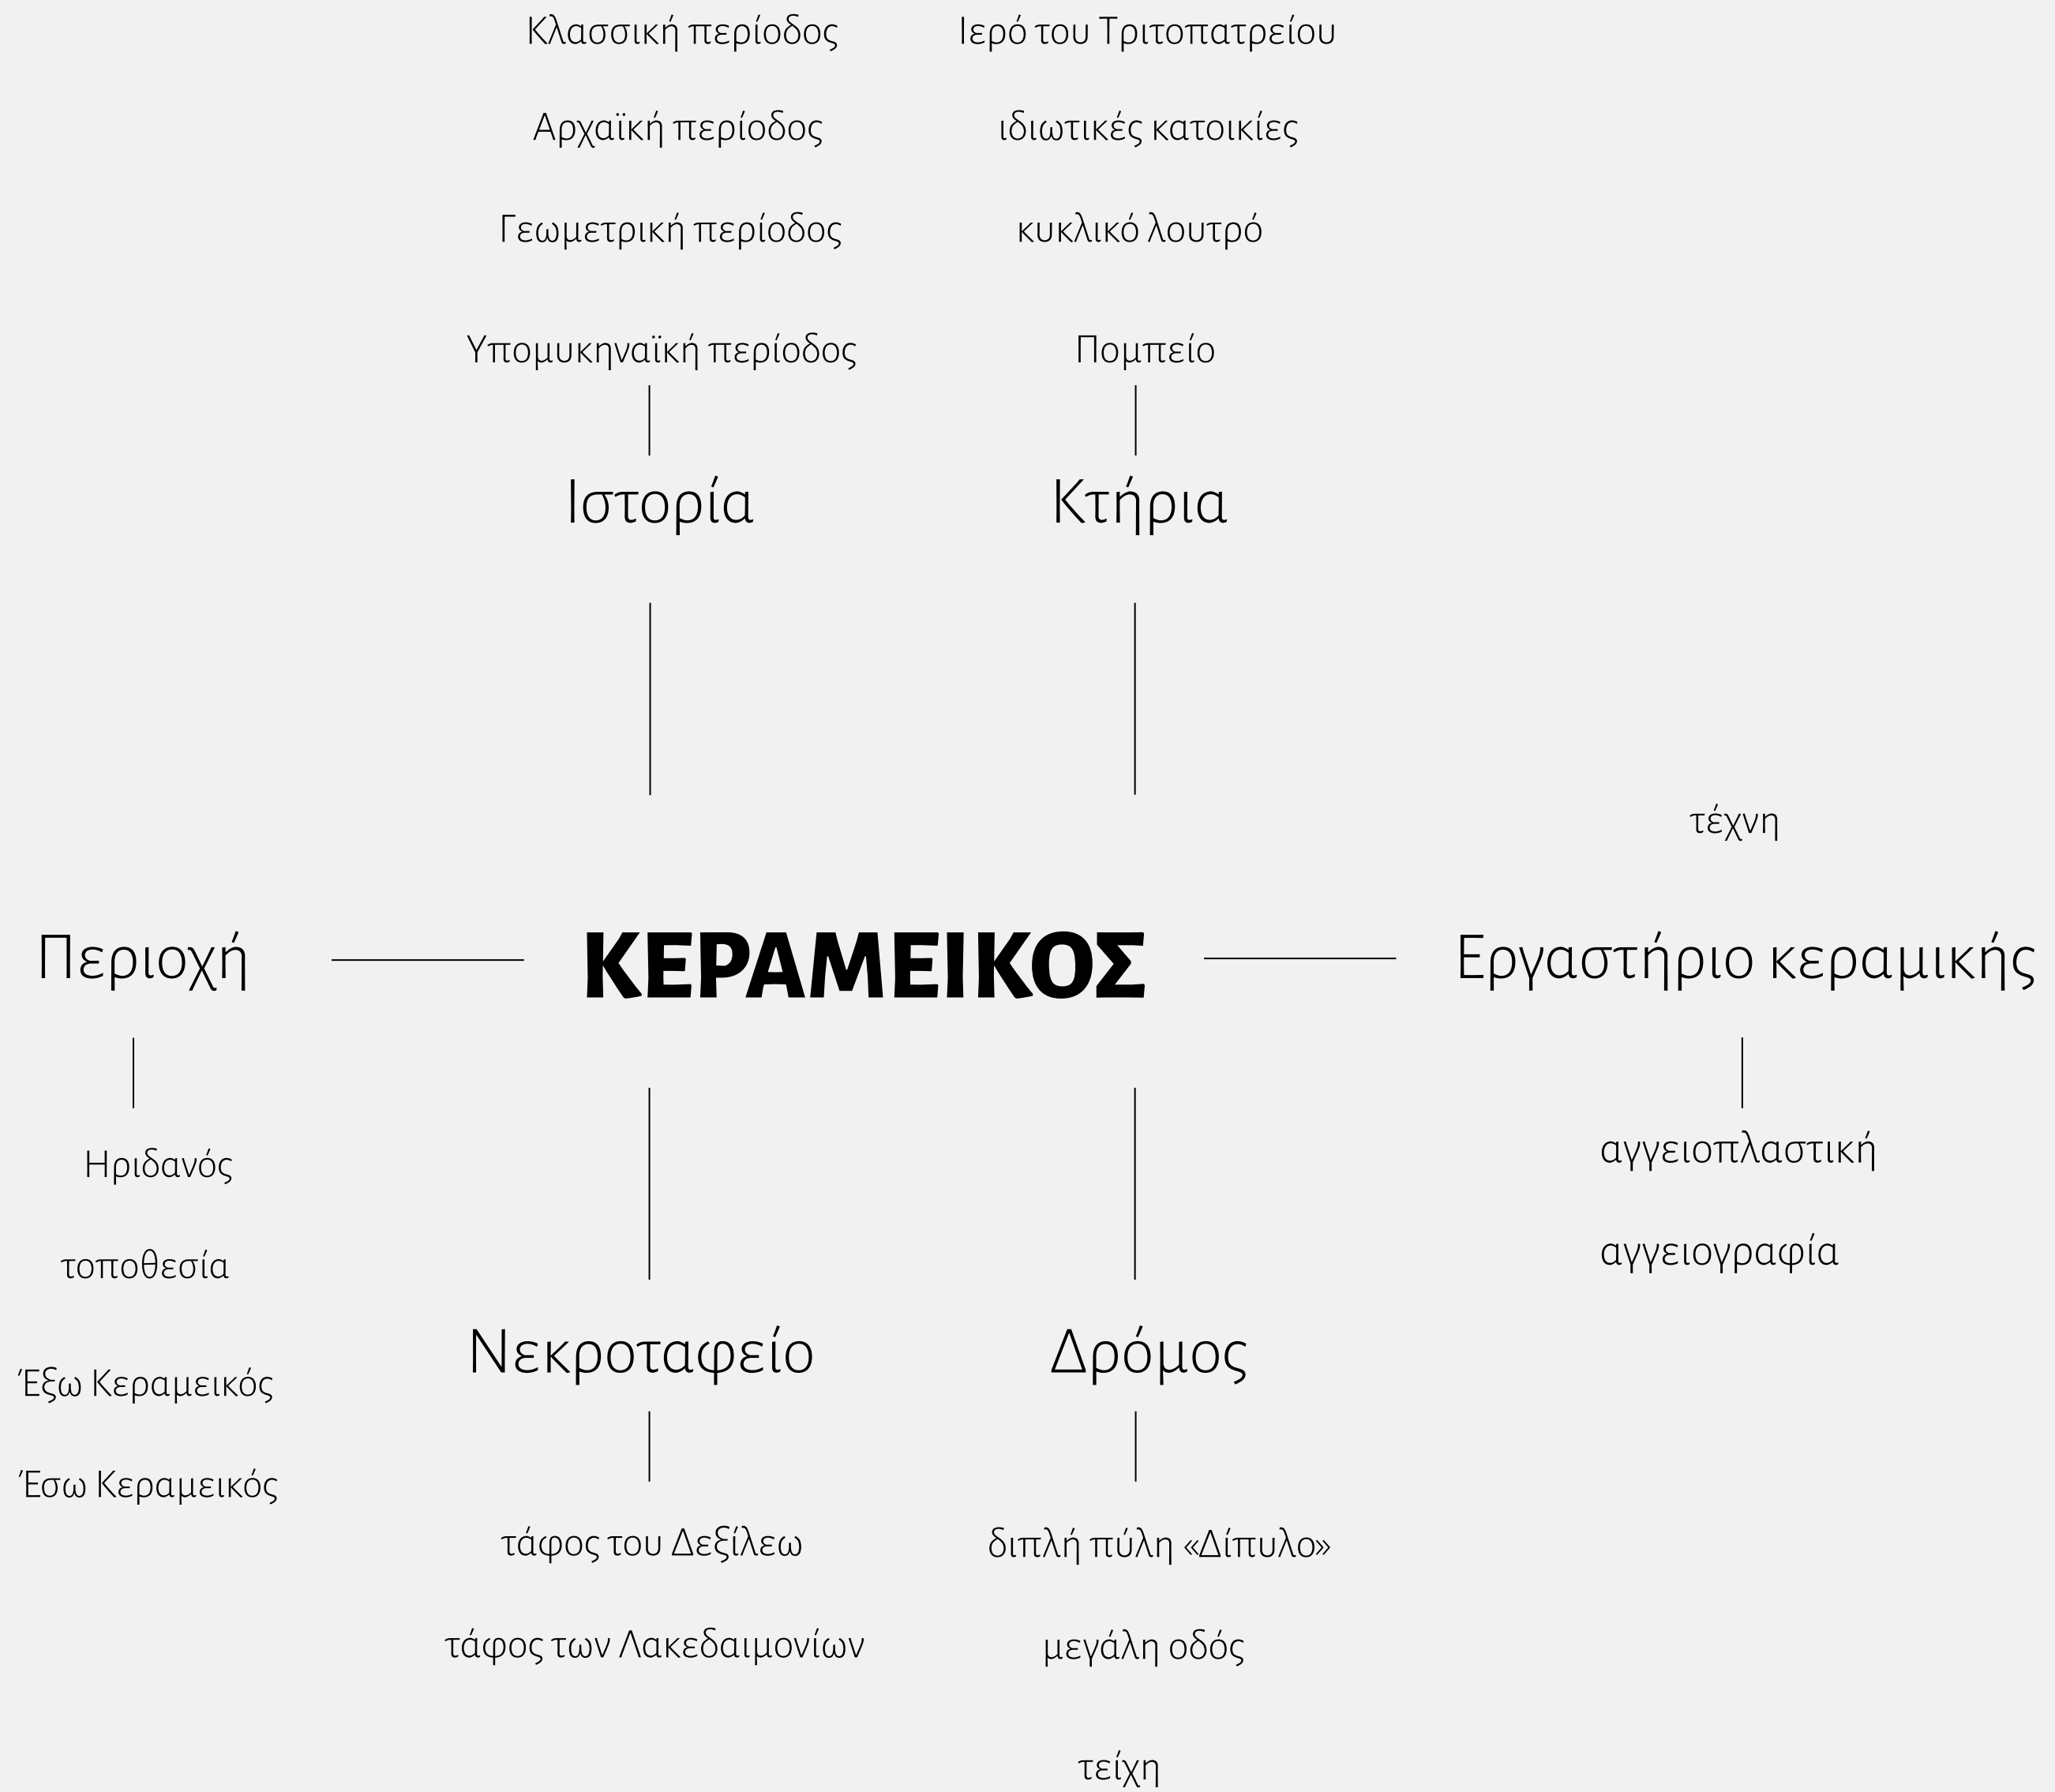 Κλασσική περίοδος
Αρχαϊκή περίοδος
Γεωμετρική περίοδος
Υπομυκηναϊκή περίοδος
Ιστορία
Ιερό του Τριτοπατρείου
ιδιωτικές κατοικίες
κυκλικό λουτρό
Πομπείο
Κτήρια
ΚΕΡΑΜΕΙΚΟΣ
Περιοχή
Ηριδανός
τοποθεσία
Έξω Κεραμεικός
Έσω Κεραμεικός
τέχνη
Εργαστήριο κεραμικής
αγγειοπλαστική
αγγειογραφία
Νεκροταφείο
τάφος του Δεξίλεω
τάφος των Λακεδαιμονίων
Δρόμος
διπλή πύλη «Δίπυλο»
μεγάλη οδός
τείχη